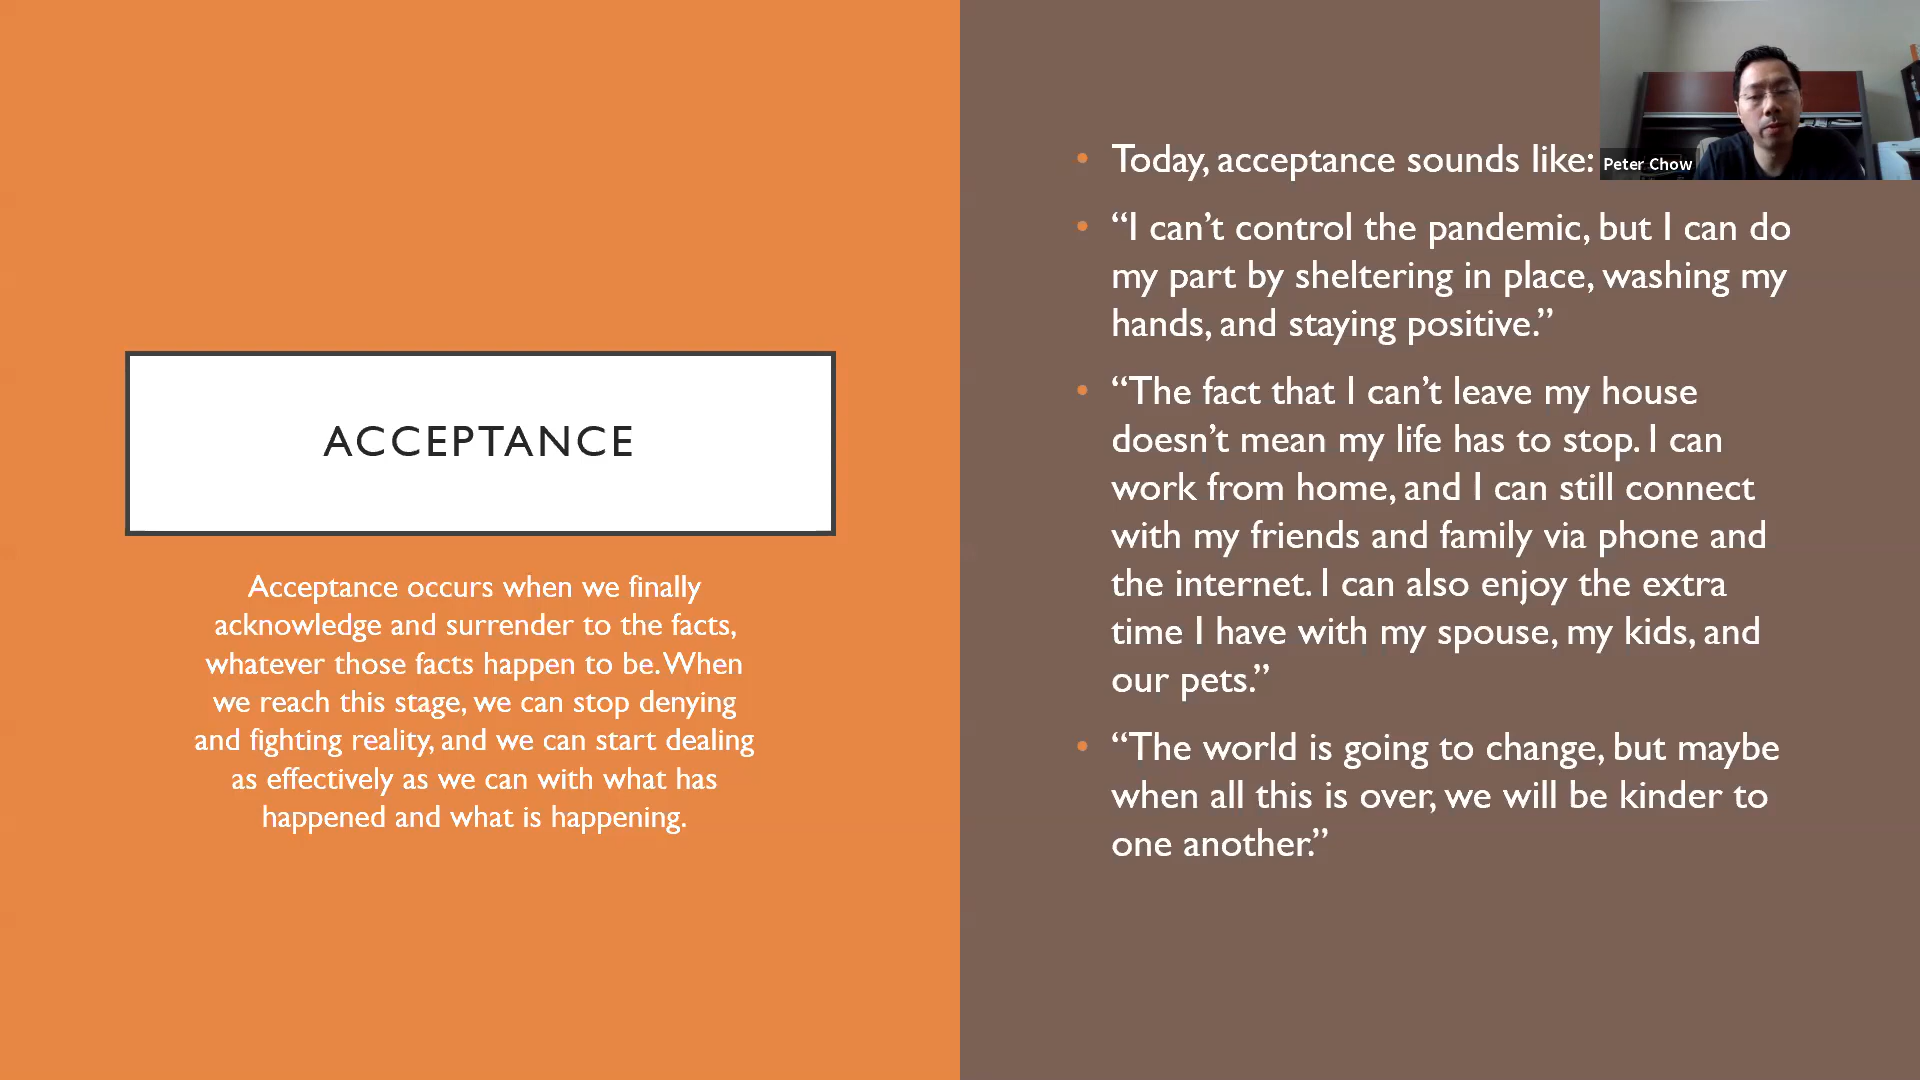 ACCEPTANCE
Acceptance occurs when we finally
acknowledge and surrender to the facts,
whatever those facts happen to be. When
we reach this stage, we can stop denying
and fighting reality, and we can start dealing
as effectively as we can with what has
happened and what is happening.
• Today, acceptance sounds like:
• “I can’t control the pandemic, but I can do
my part by sheltering in place, washing my
hands, and staying positive.”
• “The fact that I can’t leave my house
doesn’t mean my life has to stop. I can
work from home, and I can still connect
with my friends and family via phone and
the internet. I can also enjoy the extra
time I have with my spouse, my kids, and
our pets.”
• “The world is going to change, but maybe
when all this is over, we will be kinder to
one another.”
Peter Chow